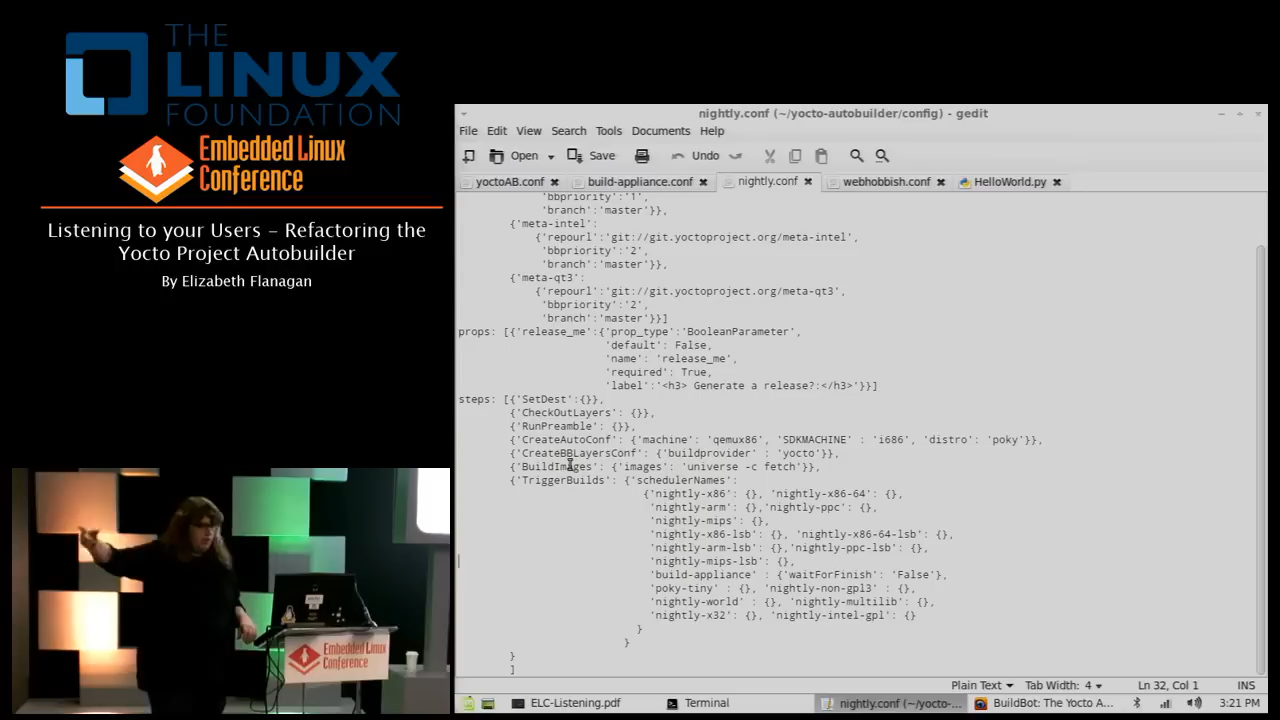 THE
LINUX
FOUNDATION
Embedded Linux
Conference
Listening to your Users – Refactoring the
Yocto Project Autobuilder
By Elizabeth Flanagan
nightly.conf (~/yocto-autobuilder/config) - gedit
File Edit View Search Tools Documents Help
Open Save Undo
yoctoAB.conf build-appliance.conf nightly.conf webhobbish.conf HelloWorld.py
'bbpriority':'1',
'branch':'master'}},
{'meta-intel':
{'repourl':'git://git.yoctoproject.org/meta-intel',
'bbpriority':'2',
'branch':'master'}},
{'meta-qt3':
{'repourl':'git://git.yoctoproject.org/meta-qt3',
'bbpriority':'2',
'branch':'master'}}]
props: [{'release_me':{'prop_type':'BooleanParameter',
'default': False,
'name': 'release_me',
'required': True,
'label':'<h3> Generate a release?:</h3>'}}]
steps: [{'SetDest':{}},
{'CheckOutLayers': {}},
{'RunPreamble': {}},
{'CreateAutoConf': {'machine': 'qemux86', 'SDKMACHINE' : 'i686', 'distro': 'poky'}},
{'CreateBBLayersConf': {'buildprovider' : 'yocto'}},
{'BuildImages': {'images': 'universe -c fetch'}},
{'TriggerBuilds': {'schedulerNames':
{'nightly-x86': {}, 'nightly-x86-64': {},
'nightly-arm': {},'nightly-ppc': {},
'nightly-mips': {},
'nightly-x86-lsb': {}, 'nightly-x86-64-lsb': {},
'nightly-arm-lsb': {},'nightly-ppc-lsb': {},
'nightly-mips-lsb': {},
'build-appliance' : {'waitForFinish': 'False'},
'poky-tiny' : {}, 'nightly-non-gpl3' : {},
'nightly-world' : {}, 'nightly-multilib': {},
'nightly-x32': {}, 'nightly-intel-gpl': {}
}
}
}
]
Plain Text Tab Width: 4 Ln 32, Col 1 INS
ELC-Listening.pdf Terminal nightly.conf (~/yocto-... BuildBot: The Yocto A... 3:21 PM
Embedded Linux
Conference